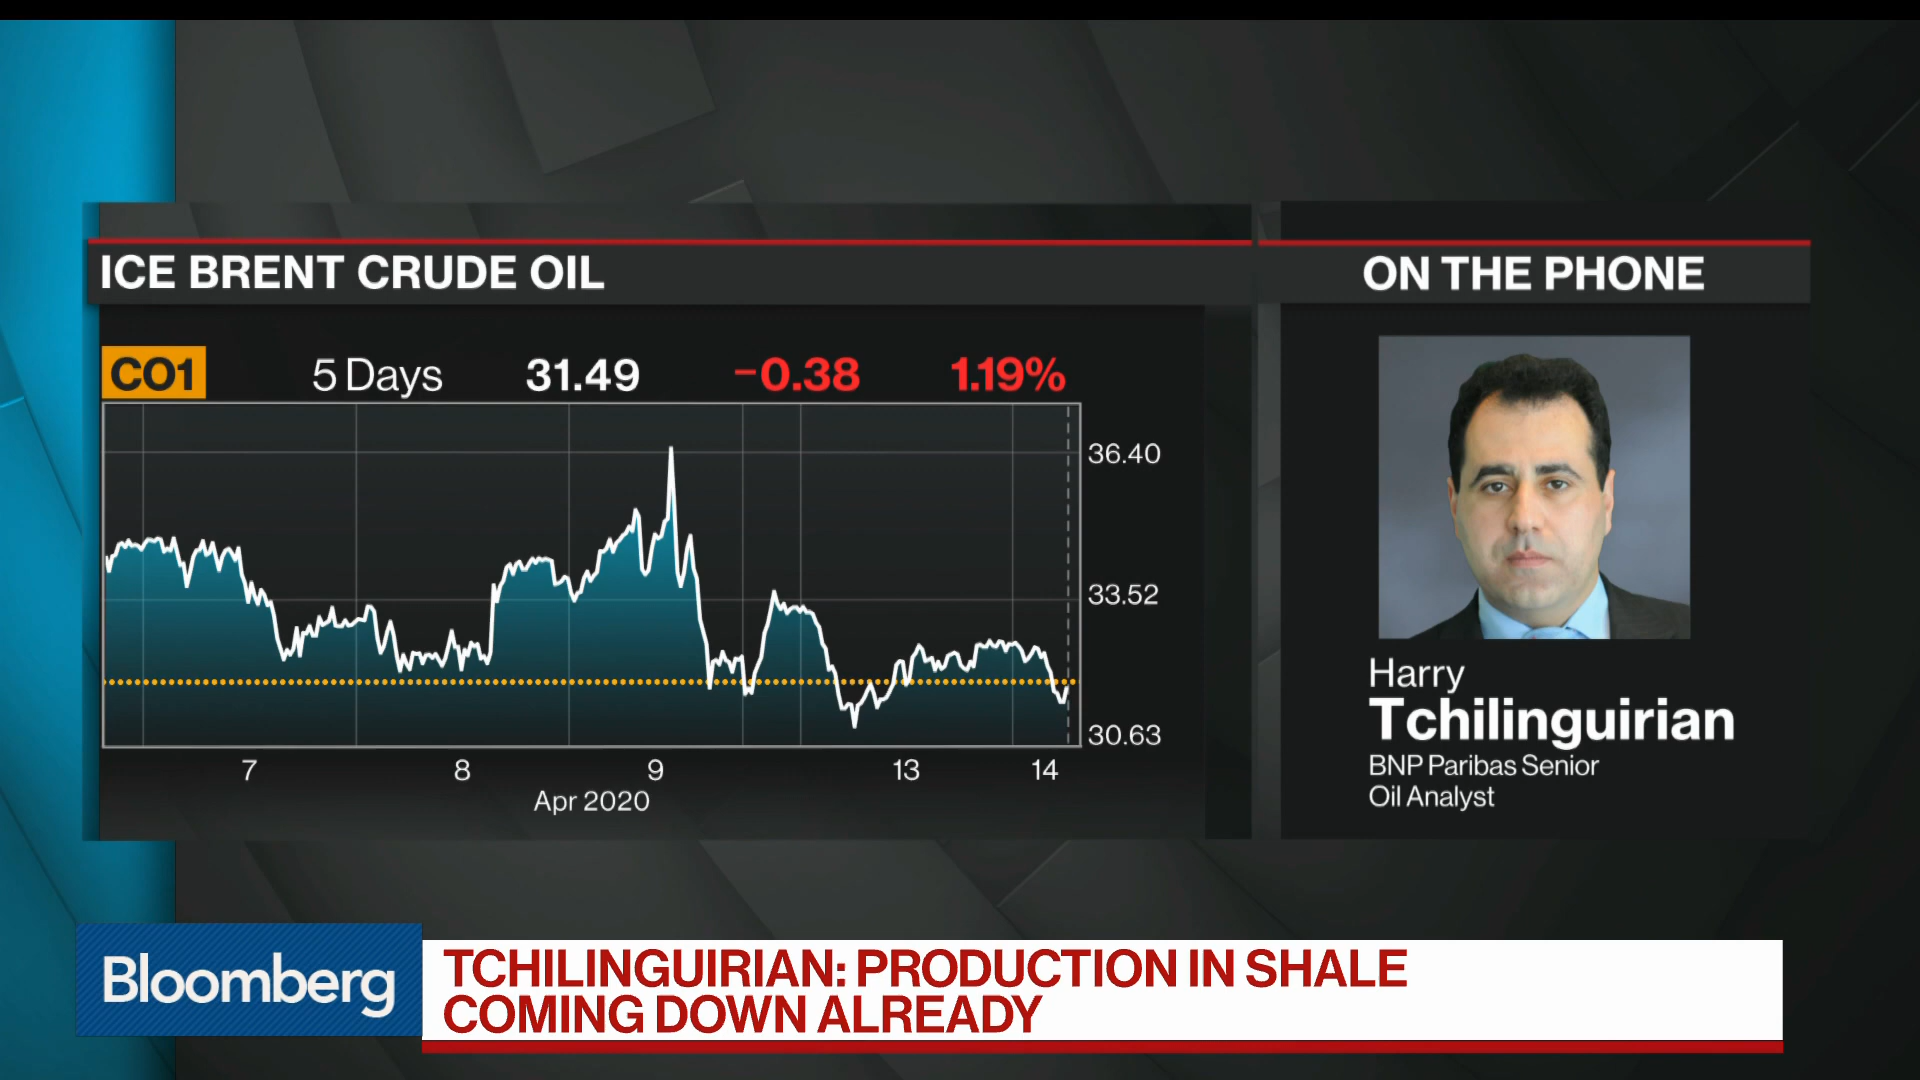 ICE BRENT CRUDE OIL
CO1 5 Days 31.49 -0.38 1.19%
36.40
33.52
30.63
7 8 9 13 14
Apr 2020
ON THE PHONE
Harry
Tchilinguirian
BNP Paribas Senior
Oil Analyst
Bloomberg
TCHILINGUIRIAN: PRODUCTION IN SHALE
COMING DOWN ALREADY